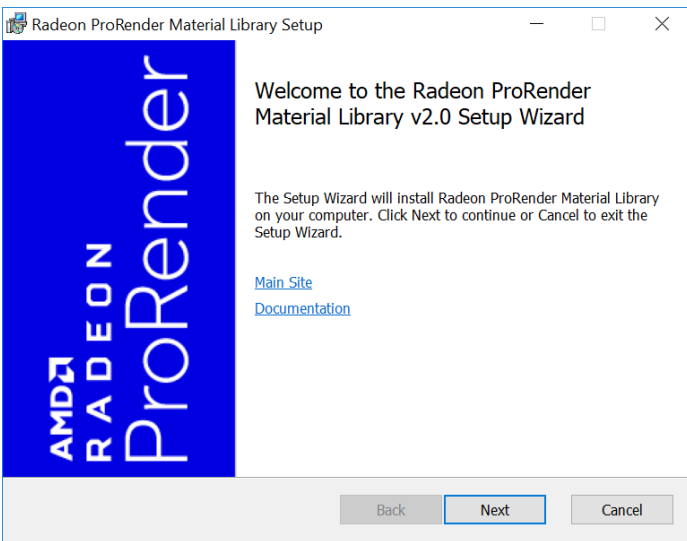 Radeon ProRender Material Library Setup
AMD
RADEON
ProRender
Welcome to the Radeon ProRender
Material Library v2.0 Setup Wizard
The Setup Wizard will install Radeon ProRender Material Library
on your computer. Click Next to continue or Cancel to exit the
Setup Wizard.
Main Site
Documentation
Back
Next
Cancel